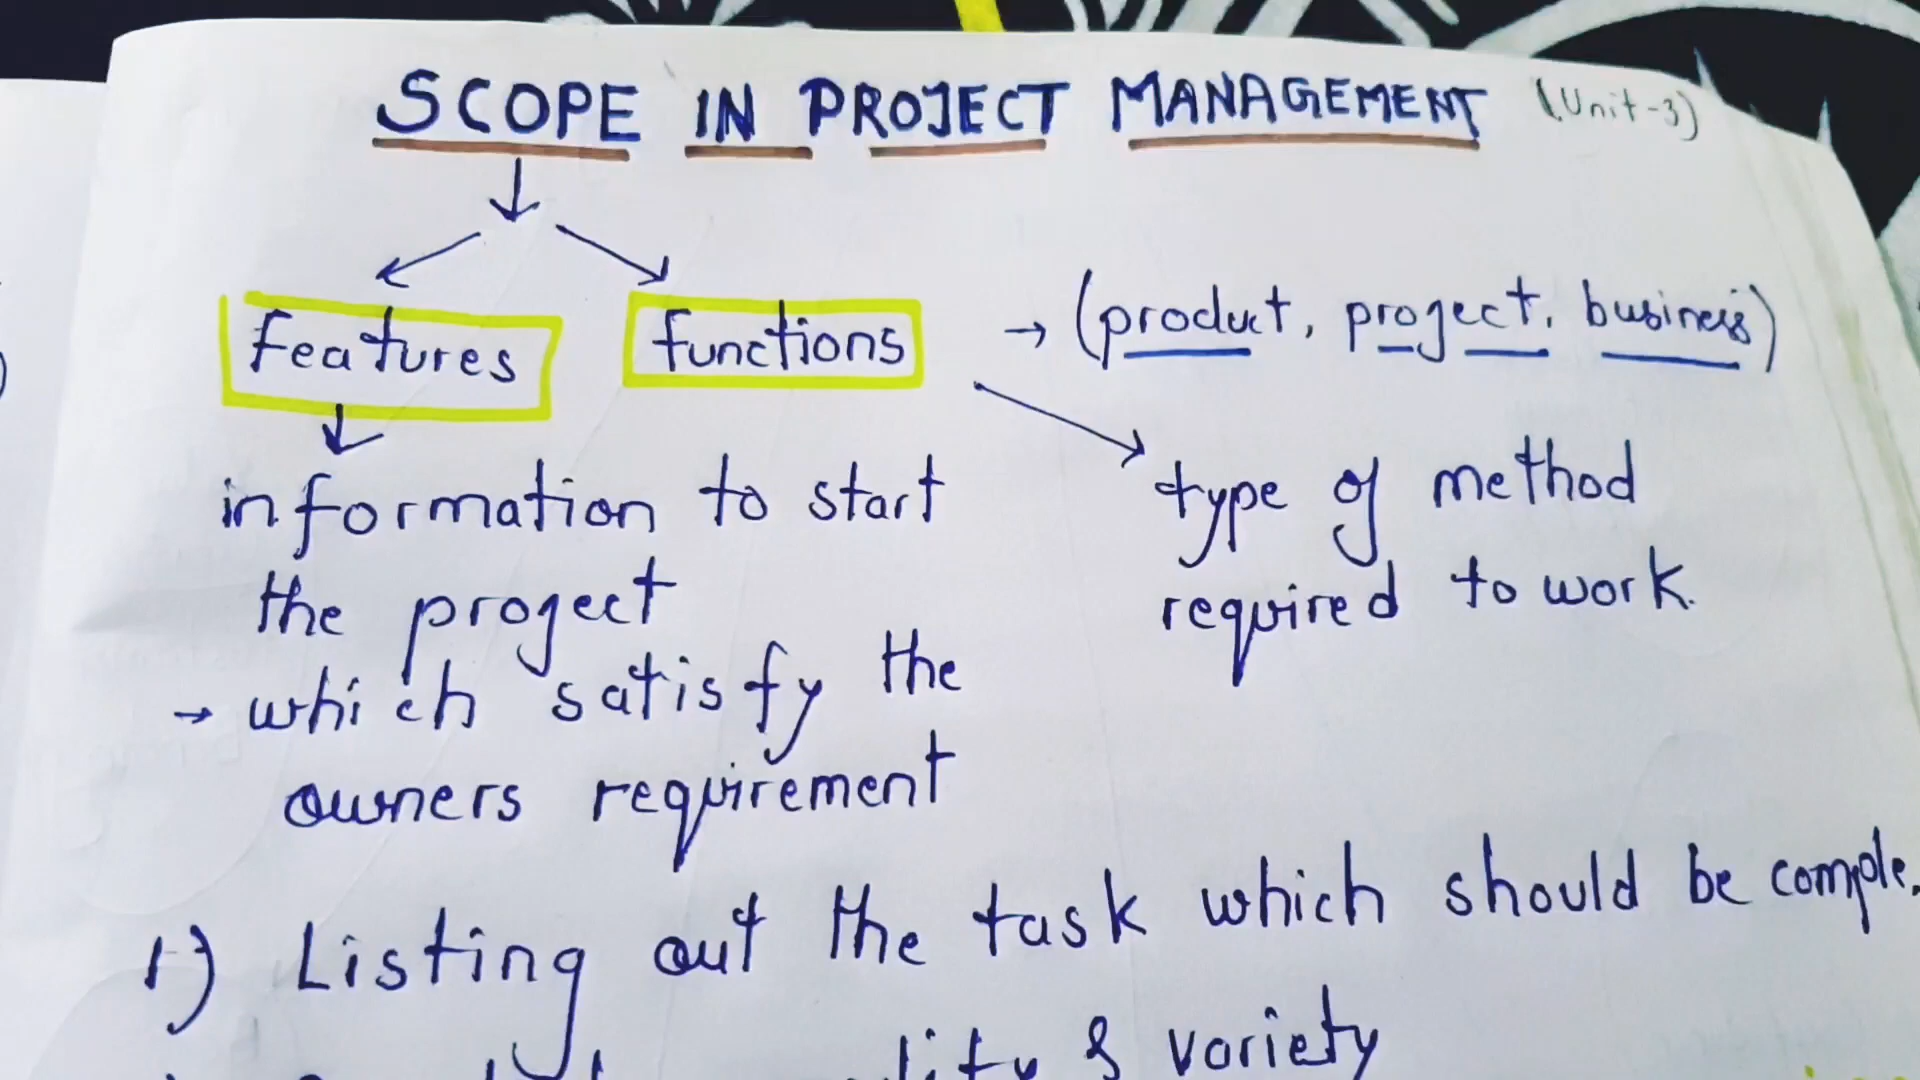 SCOPE IN PROJECT MANAGEMENT (Unit-3)
features functions → (product, project, business)
information to start
the project
→ which satisfy the
owners requirement
type of method
required to work.
1) Listing out the task which should be comple
& variety